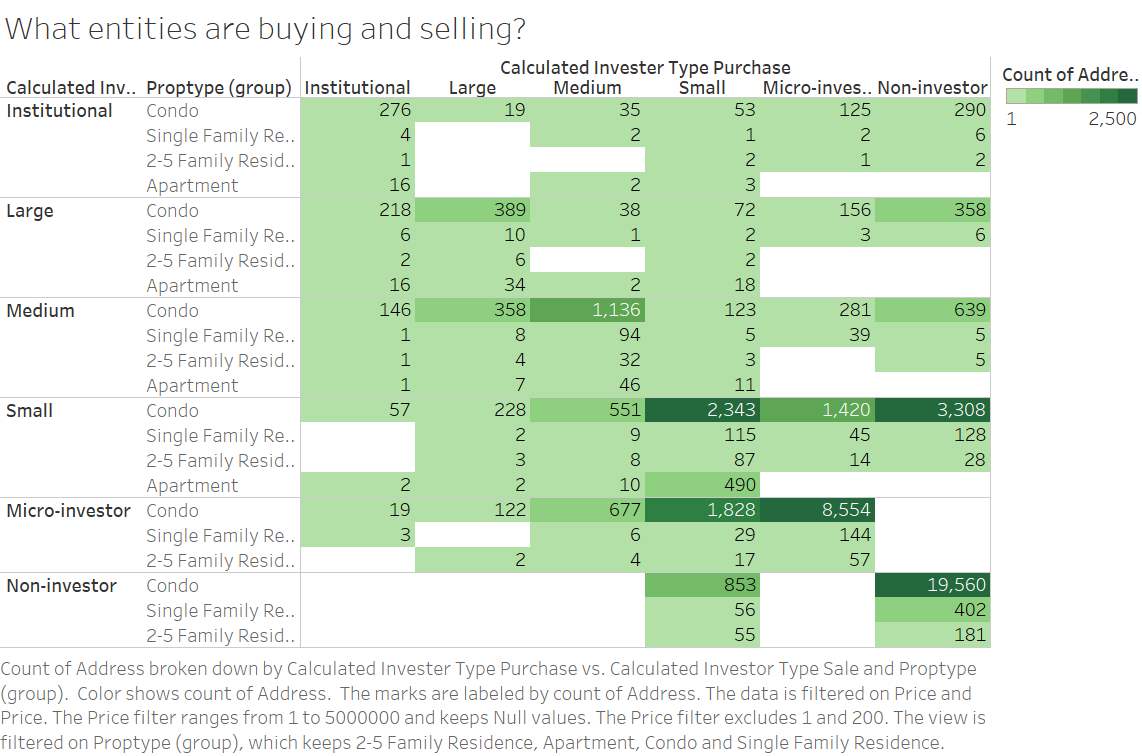 What entities are buying and selling?
Calculated Invester Type Purchase
Calculated Inv.. Proptype (group) Institutional Large Medium Small Micro-inves.. Non-investor
Institutional Condo 276 19 35 53 125 290
Single Family Re.. 4 2 1 2 6
2-5 Family Resid.. 1 2 1 2
Apartment 16 2 3
Large Condo 218 389 38 72 156 358
Single Family Re.. 6 10 1 2 3 6
2-5 Family Resid.. 2 6 2
Apartment 16 34 2 18
Medium Condo 146 358 1,136 123 281 639
Single Family Re.. 1 8 94 5 39 5
2-5 Family Resid.. 1 4 32 3 5
Apartment 1 7 46 11
Small Condo 57 228 551 2,343 1,420 3,308
Single Family Re.. 2 9 115 45 128
2-5 Family Resid.. 3 8 87 14 28
Apartment 2 2 10 490
Micro-investor Condo 19 122 677 1,828 8,554
Single Family Re.. 3 6 29 144
2-5 Family Resid.. 2 4 17 57
Non-investor Condo 853 19,560
Single Family Re.. 56 402
2-5 Family Resid.. 55 181
Count of Addre..
1 2,500
Count of Address broken down by Calculated Invester Type Purchase vs. Calculated Investor Type Sale and Proptype
(group). Color shows count of Address. The marks are labeled by count of Address. The data is filtered on Price and
Price. The Price filter ranges from 1 to 5000000 and keeps Null values. The Price filter excludes 1 and 200. The view is
filtered on Proptype (group), which keeps 2-5 Family Residence, Apartment, Condo and Single Family Residence.